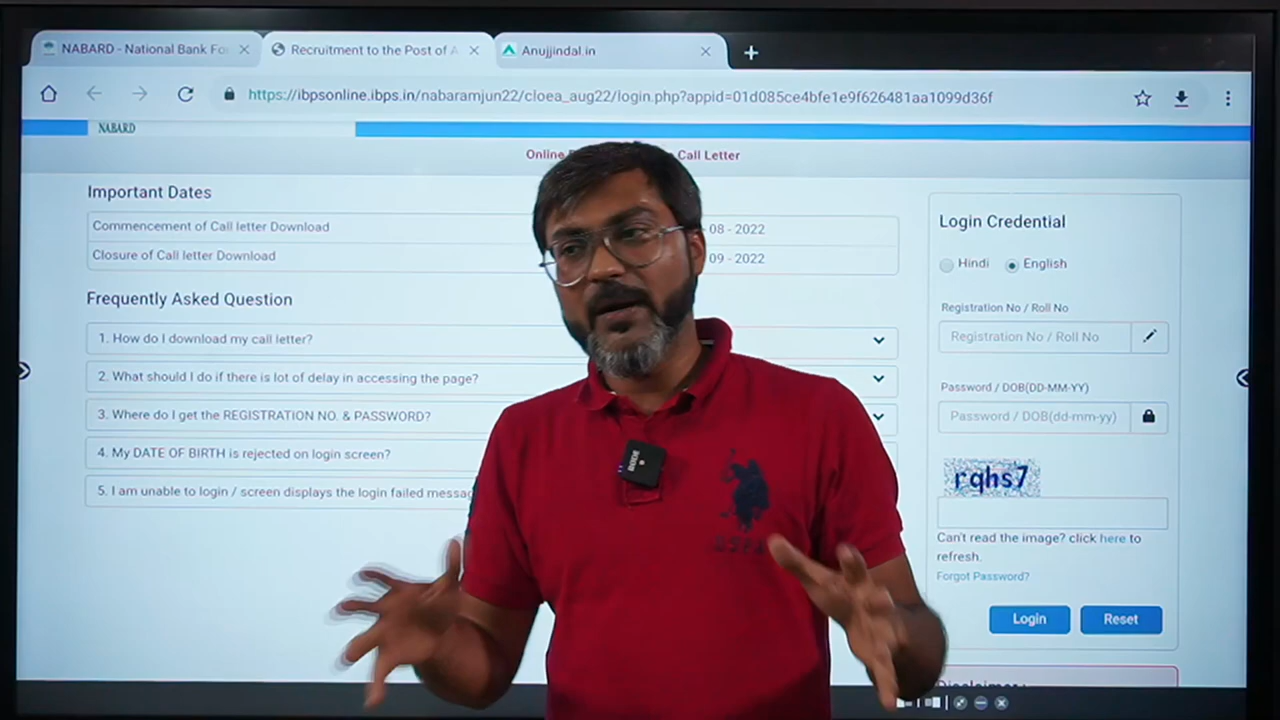 NABARD - National Bank Fo
Recruitment to the Post of A
Anujjindal.in
https://ibpsonline.ibps.in/nabaramjun22/cloea_aug22/login.php?appid=01d085ce4bfe1e9f626481aa1099d36f
NABARD
Online Call Letter
Important Dates
Commencement of Call letter Download
- 08 - 2022
Closure of Call letter Download
09 - 2022
Frequently Asked Question
1. How do I download my call letter?
2. What should I do if there is lot of delay in accessing the page?
3. Where do I get the REGISTRATION NO. & PASSWORD?
4. My DATE OF BIRTH is rejected on login screen?
5. I am unable to login / screen displays the login failed messag
Login Credential
Hindi English
Registration No / Roll No
Registration No / Roll No
Password / DOB(DD-MM-YY)
Password / DOB(dd-mm-yy)
rqhs7
Can't read the image? click here to
refresh.
Forgot Password?
Login Reset
Disclaimer: